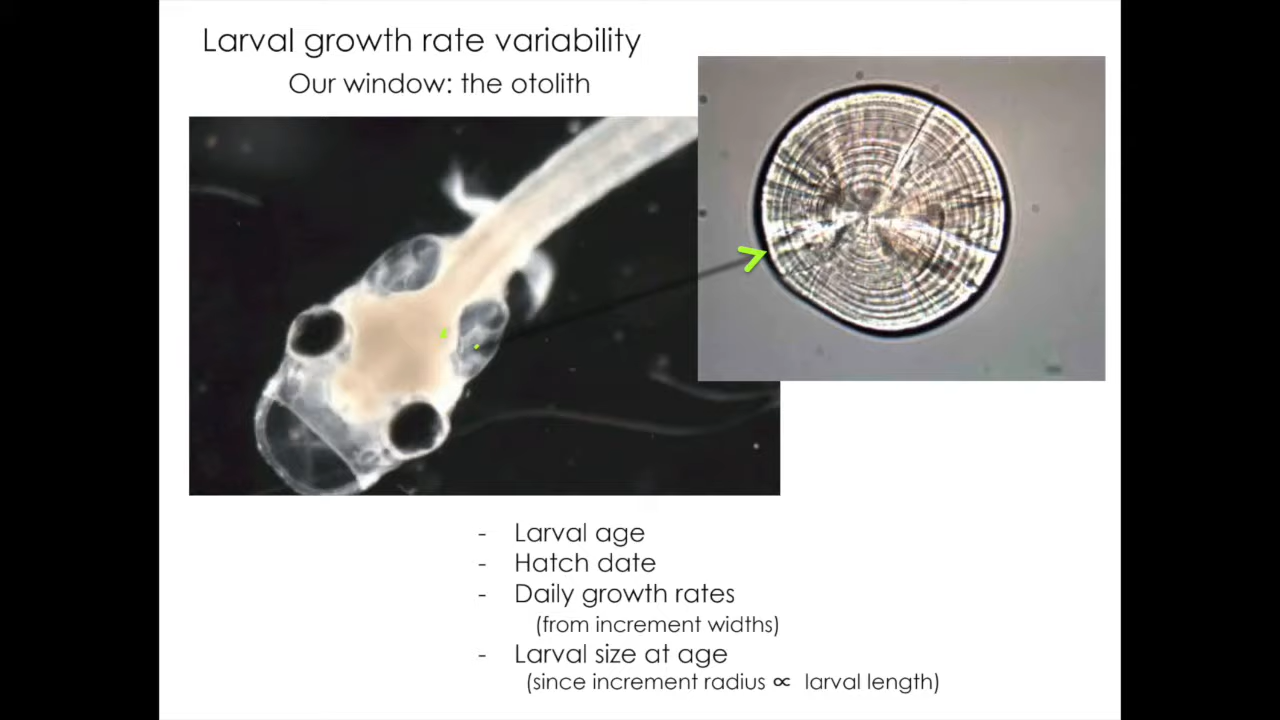 Larval growth rate variability
Our window: the otolith
- Larval age
- Hatch date
- Daily growth rates
(from increment widths)
- Larval size at age
(since increment radius ∝ larval length)